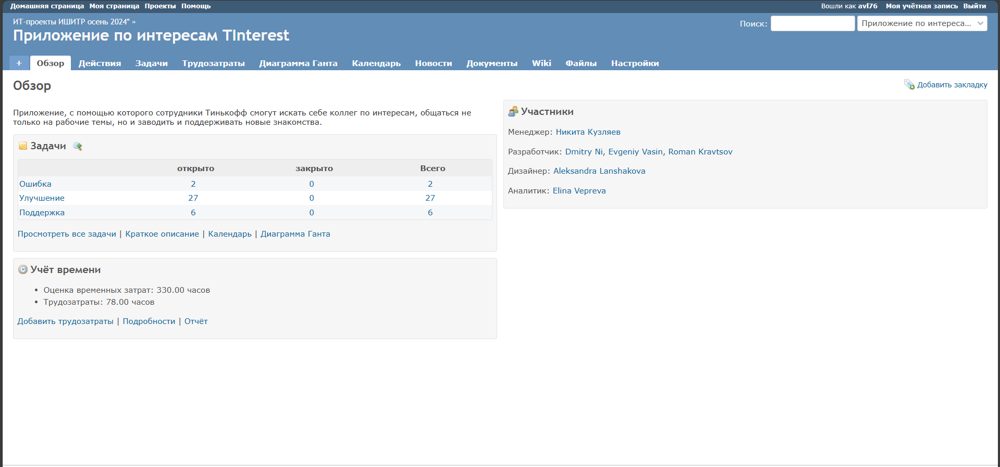 Домашняя страница Моя страница Проекты Помощь
Вошли как avl76 Моя учётная запись Выйти
ИТ-проекты ИШИТР осень 2024" »
Поиск: Приложение по интереса...
Приложение по интересам TInterest
+ Обзор Действия Задачи Трудозатраты Диаграмма Ганта Календарь Новости Документы Wiki Файлы Настройки
Обзор
Добавить закладку
Приложение, с помощью которого сотрудники Тинькофф смогут искать себе коллег по интересам, общаться не
только на рабочие темы, но и заводить и поддерживать новые знакомства.
Задачи
открыто закрыто Всего
Ошибка 2 0 2
Улучшение 27 0 27
Поддержка 6 0 6
Просмотреть все задачи | Краткое описание | Календарь | Диаграмма Ганта
Учёт времени
• Оценка временных затрат: 330.00 часов
• Трудозатраты: 78.00 часов
Добавить трудозатраты | Подробности | Отчёт
Участники
Менеджер: Никита Кузляев
Разработчик: Dmitry Ni, Evgeniy Vasin, Roman Kravtsov
Дизайнер: Aleksandra Lanshakova
Аналитик: Elina Vepreva